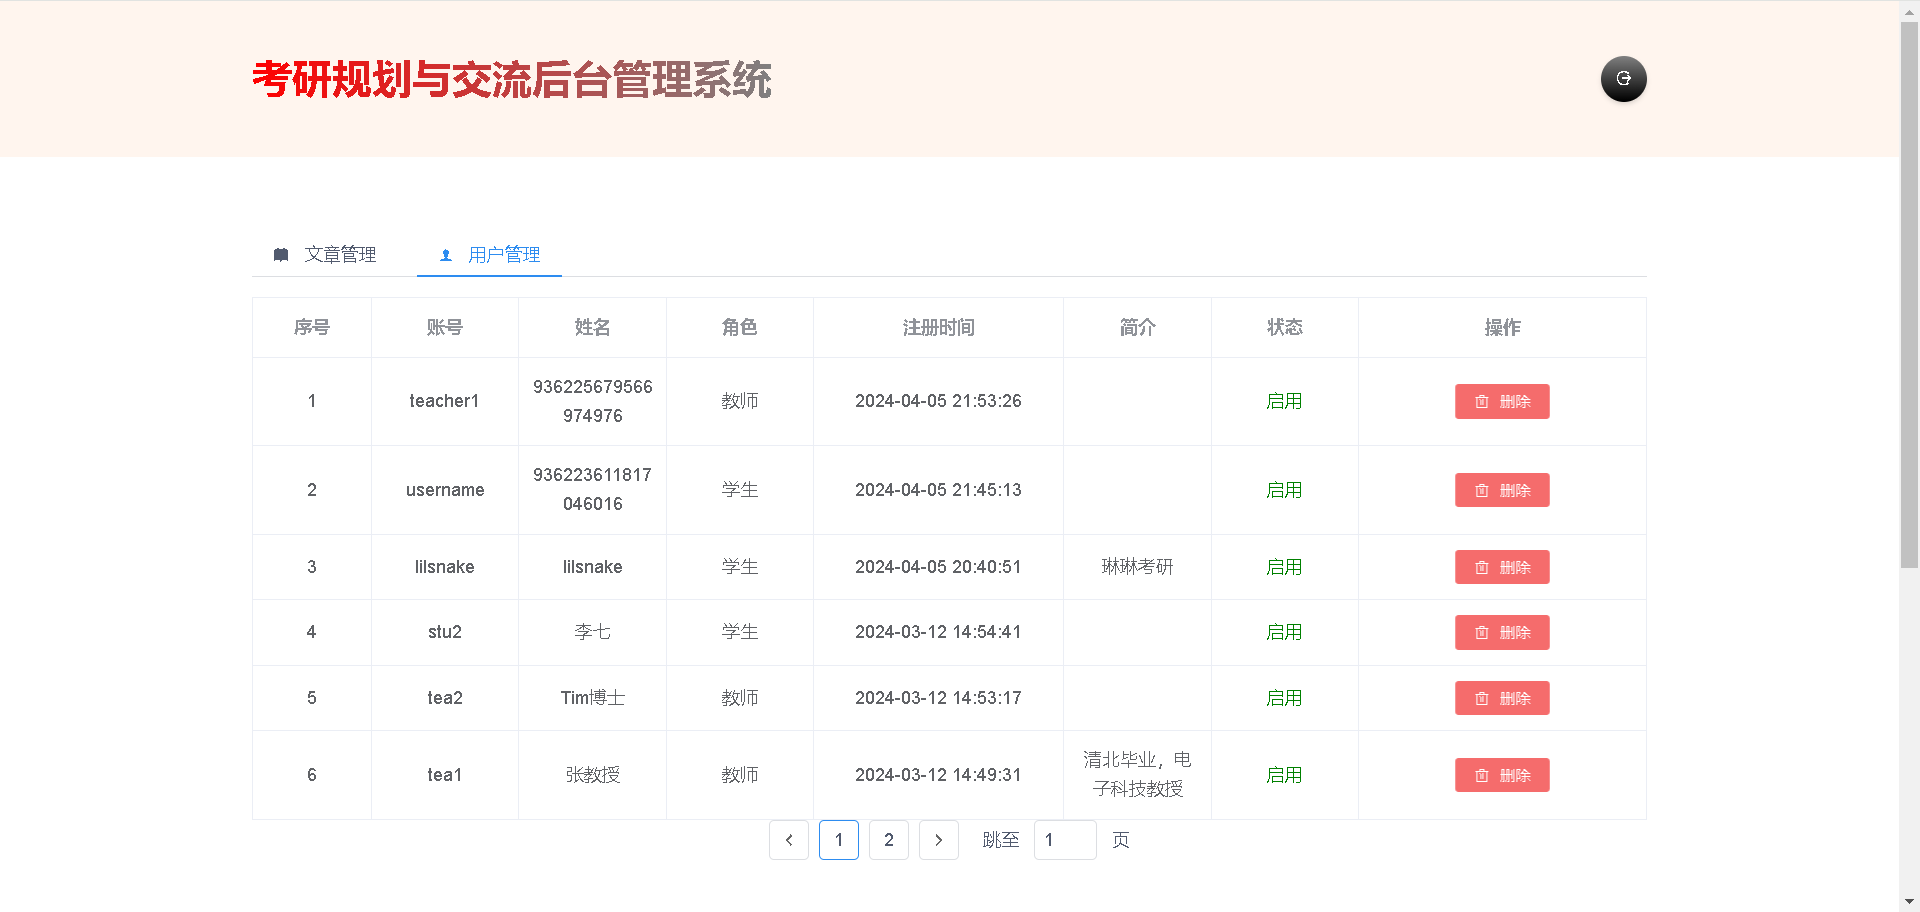 考研规划与交流后台管理系统
文章管理 用户管理
序号 账号 姓名 角色 注册时间 简介 状态 操作
1 teacher1 936225679566974976 教师 2024-04-05 21:53:26 启用 删除
2 username 936223611817046016 学生 2024-04-05 21:45:13 启用 删除
3 lilsnake lilsnake 学生 2024-04-05 20:40:51 琳琳考研 启用 删除
4 stu2 李七 学生 2024-03-12 14:54:41 启用 删除
5 tea2 Tim博士 教师 2024-03-12 14:53:17 启用 删除
6 tea1 张教授 教师 2024-03-12 14:49:31 清北毕业，电子科技教授 启用 删除
1 2 跳至 1 页